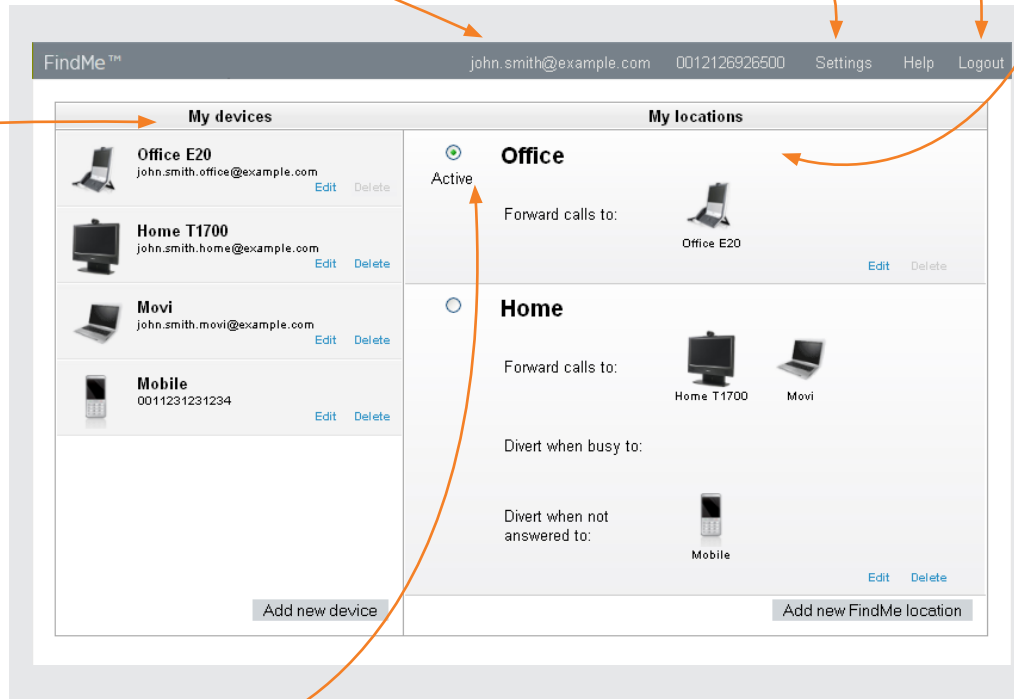 FindMe™
john.smith@example.com 0012126926500 Settings Help Logout
My devices
Office E20
john.smith.office@example.com
Edit Delete
Home T1700
john.smith.home@example.com
Edit Delete
Movi
john.smith.movi@example.com
Edit Delete
Mobile
0011231231234
Edit Delete
Add new device
My locations
Active
Office
Forward calls to:
Office E20
Edit Delete
Home
Forward calls to:
Home T1700 Movi
Divert when busy to:
Divert when not
answered to:
Mobile
Edit Delete
Add new FindMe location